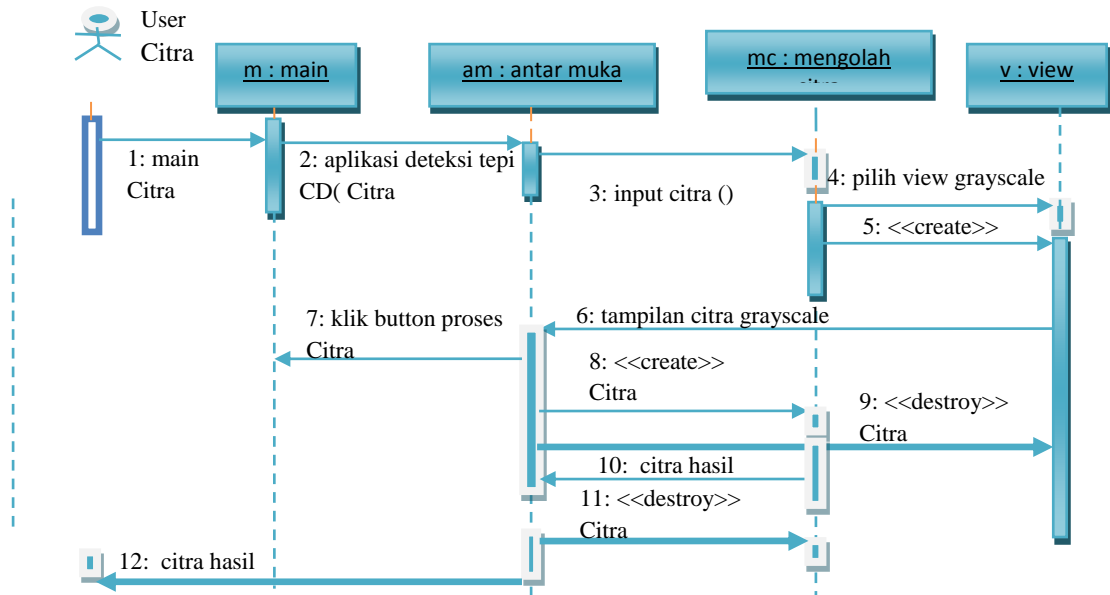 User
Citra
m : main
am : antar muka
mc : mengolah
v : view
1: main
Citra
2: aplikasi deteksi tepi
CD( Citra
3: input citra ()
4: pilih view grayscale
5: <<create>>
6: tampilan citra grayscale
7: klik button proses
Citra
8: <<create>>
Citra
9: <<destroy>>
Citra
10:  citra hasil
11: <<destroy>>
Citra
12:  citra hasil